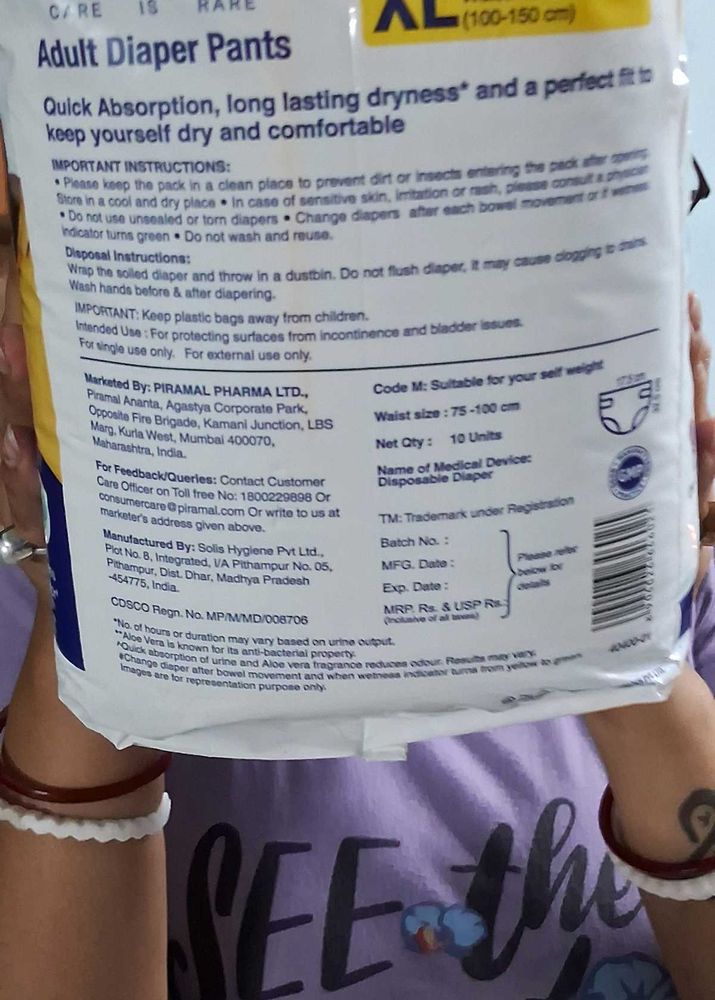 CARE IS RARE
XL
(100-150 cm)
Adult Diaper Pants
Quick Absorption, long lasting dryness* and a perfect fit to
keep yourself dry and comfortable
IMPORTANT INSTRUCTIONS:
• Please keep the pack in a clean place to prevent dirt or insects entering the pack after opening.
Store in a cool and dry place • In case of sensitive skin, irritation or rash, please consult a physician
• Do not use unsealed or torn diapers • Change diapers after each bowel movement or if wetness
indicator turns green • Do not wash and reuse.
Disposal Instructions:
Wrap the soiled diaper and throw in a dustbin. Do not flush diaper, it may cause clogging to drains.
Wash hands before & after diapering.
IMPORTANT: Keep plastic bags away from children.
Intended Use : For protecting surfaces from incontinence and bladder issues.
For single use only. For external use only.
Marketed By: PIRAMAL PHARMA LTD.,
Piramal Ananta, Agastya Corporate Park,
Opposite Fire Brigade, Kamani Junction, LBS
Marg, Kurla West, Mumbai 400070,
Maharashtra, India.
For Feedback/Queries: Contact Customer
Care Officer on Toll free No: 1800229898 Or
consumercare@piramal.com Or write to us at
marketer's address given above.
Manufactured By: Solis Hygiene Pvt Ltd.,
Plot No. 8, Integrated, I/A Pithampur No. 05,
Pithampur, Dist. Dhar, Madhya Pradesh
-454775, India.
CDSCO Regn. No. MP/M/MD/008706
Code M: Suitable for your self weight
Waist size : 75 -100 cm
Net Qty : 10 Units
Name of Medical Device:
Disposable Diaper
TM: Trademark under Registration
Batch No. :
MFG. Date :
Exp. Date :
MRP. Rs. & USP Rs.
(Inclusive of all taxes)
Please refer
below for
details
GMP
40400-01
*No. of hours or duration may vary based on urine output.
**Aloe Vera is known for its anti-bacterial property.
^Quick absorption of urine and Aloe vera fragrance reduces odour. Results may vary.
#Change diaper after bowel movement and when wetness indicator turns from yellow to green
Images are for representation purpose only.
SEE the